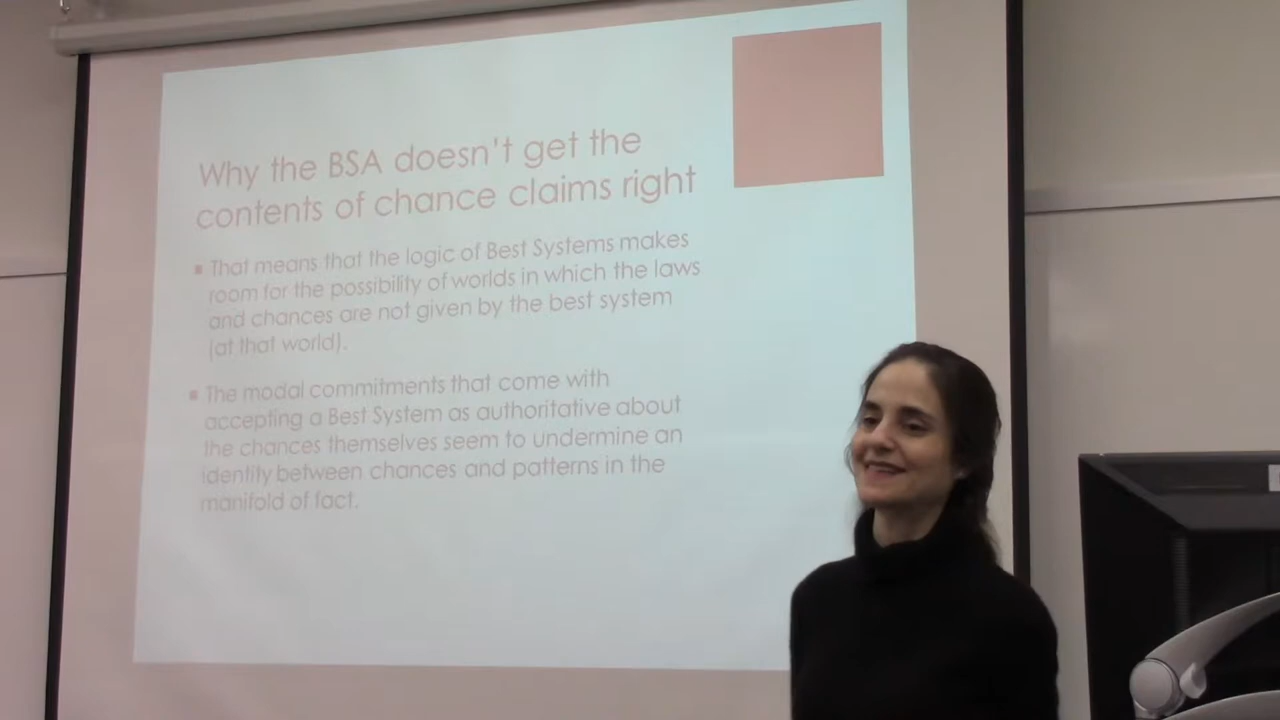 Why the BSA doesn't get the
contents of chance claims right
That means that the logic of Best Systems makes
room for the possibility of worlds in which the laws
and chances are not given by the best system
(at that world).
The modal commitments that come with
accepting a Best System as authoritative about
the chances themselves seem to undermine an
identity between chances and patterns in the
manifold of fact.